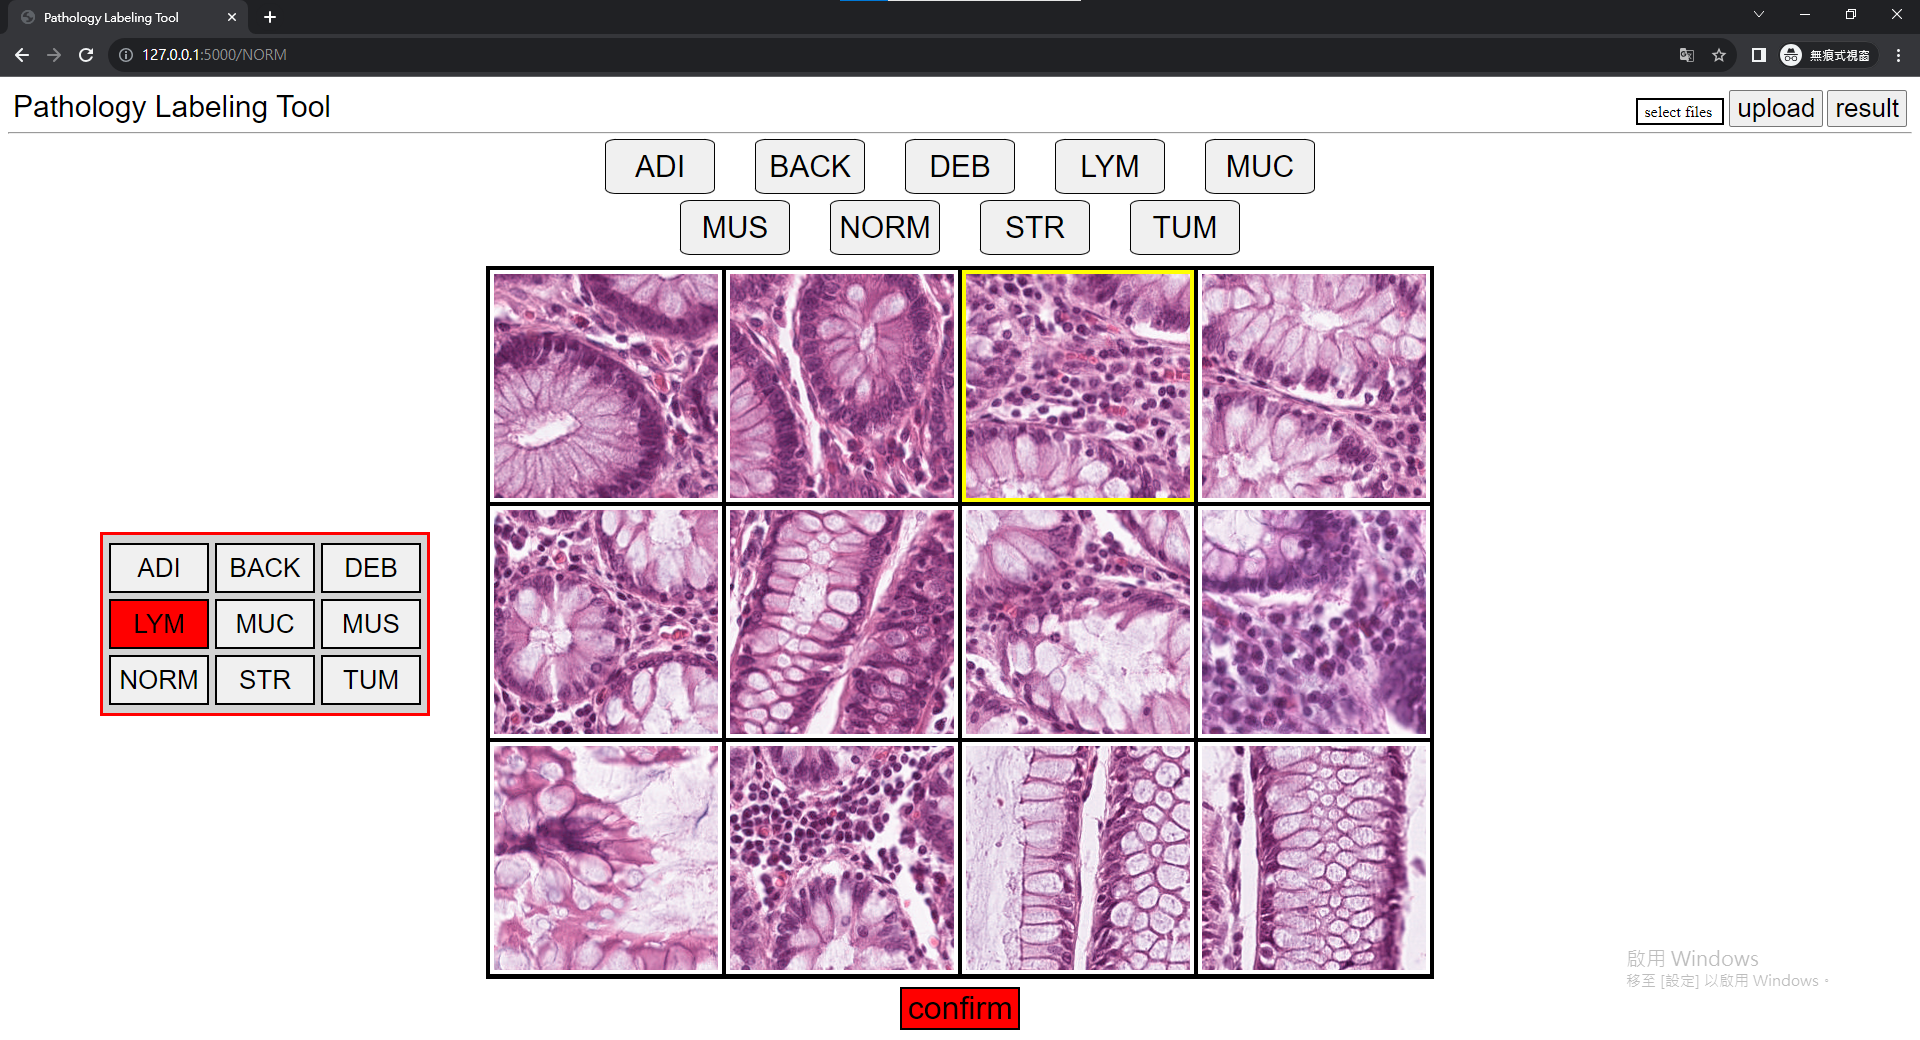 Pathology Labeling Tool
127.0.0.1:5000/NORM
無痕式視窗
Pathology Labeling Tool
select files
upload
result
ADI
BACK
DEB
LYM
MUC
MUS
NORM
STR
TUM
ADI
BACK
DEB
LYM
MUC
MUS
NORM
STR
TUM
confirm
啟用 Windows
移至 [設定] 以啟用 Windows。